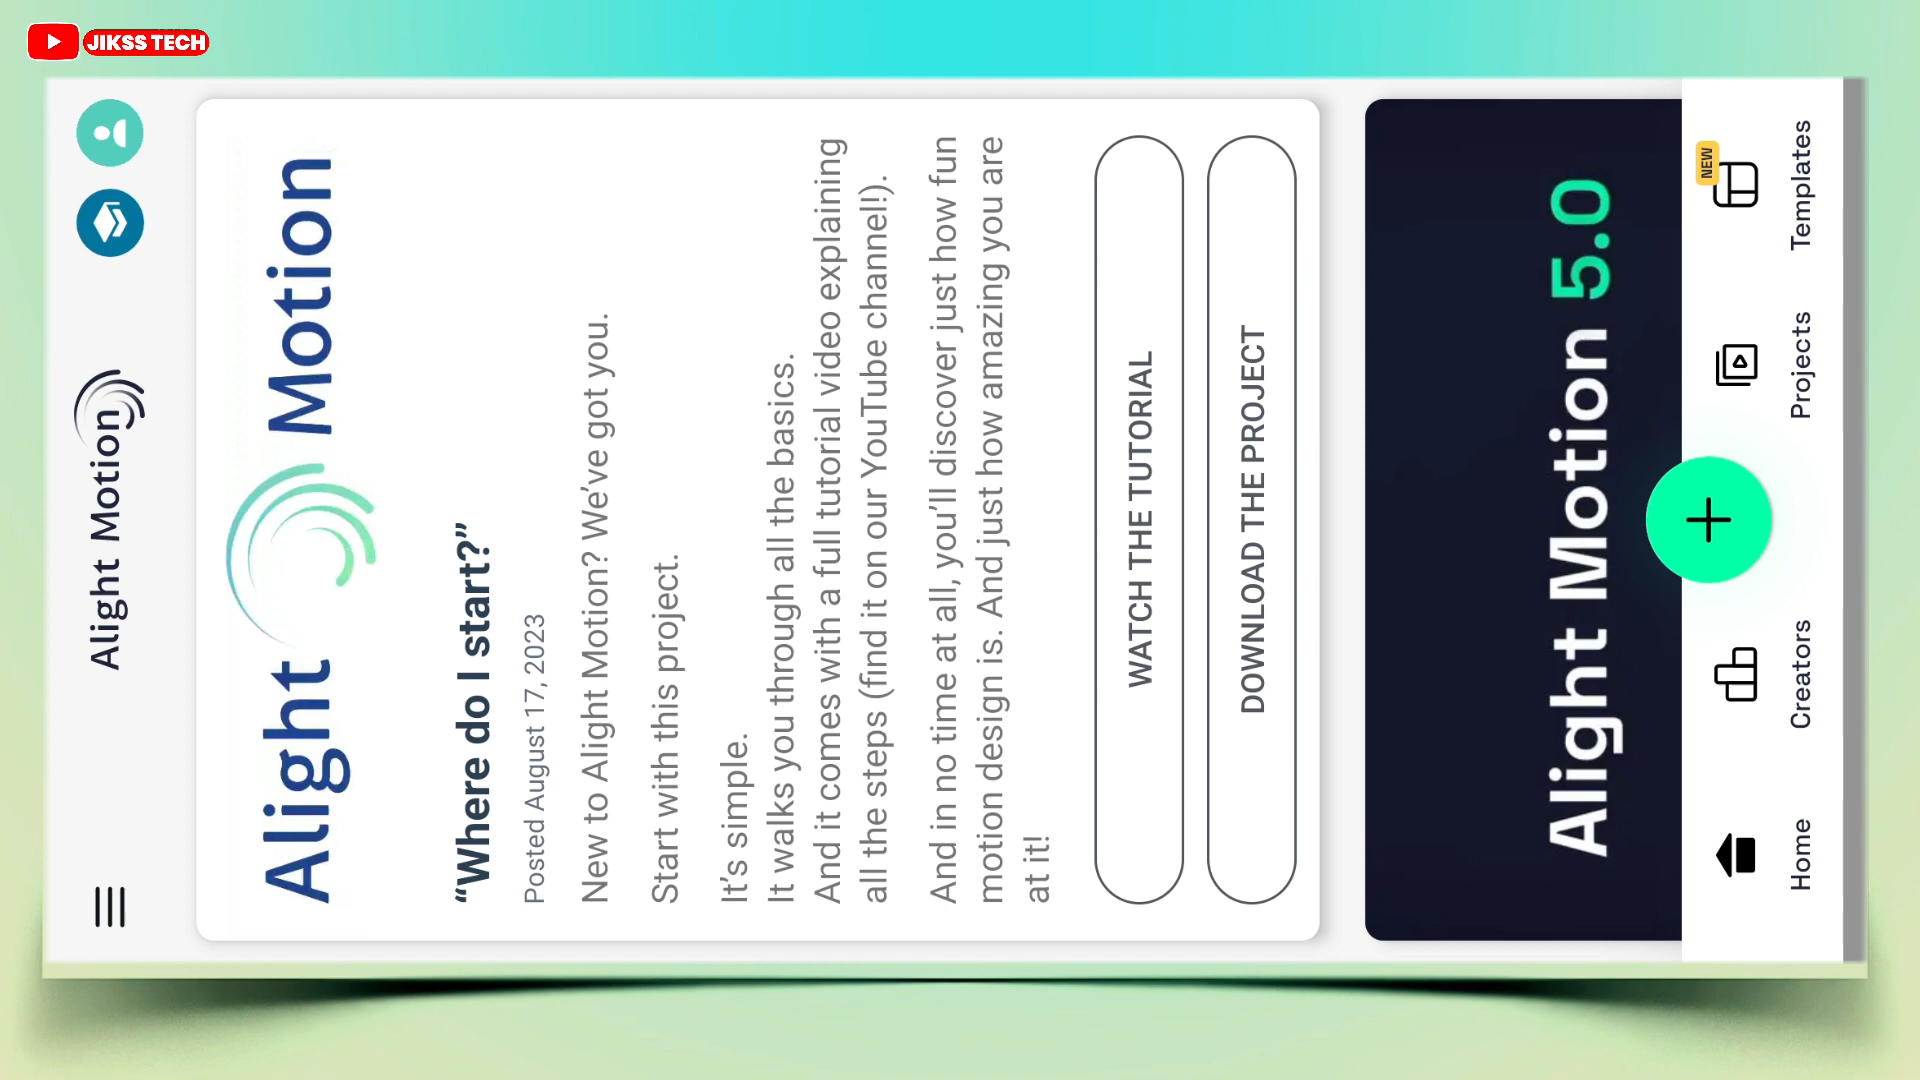 JIKSS TECH
Alight Motion
Alight Motion
“Where do I start?”
Posted August 17, 2023
New to Alight Motion? We’ve got you.
Start with this project.
It’s simple.
It walks you through all the basics.
And it comes with a full tutorial video explaining
all the steps (find it on our YouTube channel!).
And in no time at all, you’ll discover just how fun
motion design is. And just how amazing you are
at it!
WATCH THE TUTORIAL
DOWNLOAD THE PROJECT
Alight Motion 5.0
NEW
Home
Creators
Projects
Templates